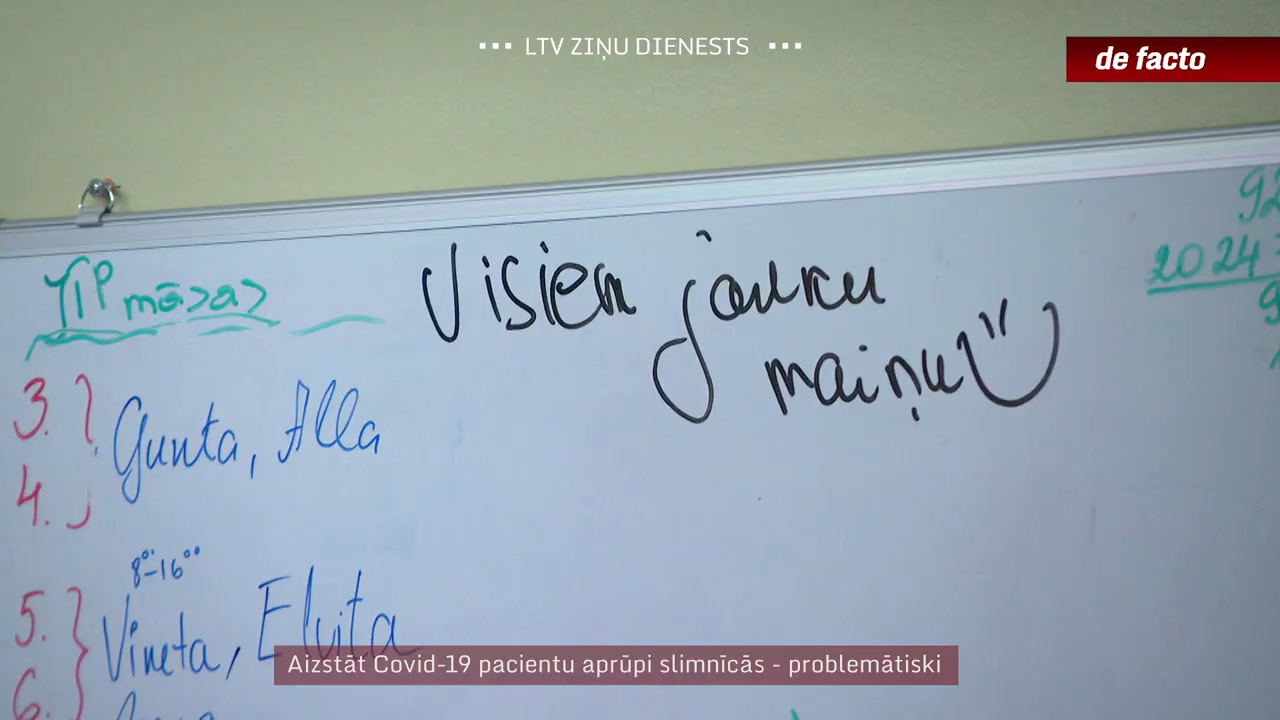 LTV ZIŅU DIENESTS
de facto
Visiem jauku
maiņu
māsas
2024
3.
4.
Gunta, Alla
8⁰⁰-16⁰⁰
5.
6.
Vineta, Elvita
Aizstāt Covid-19 pacientu aprūpi slimnīcās - problemātiski